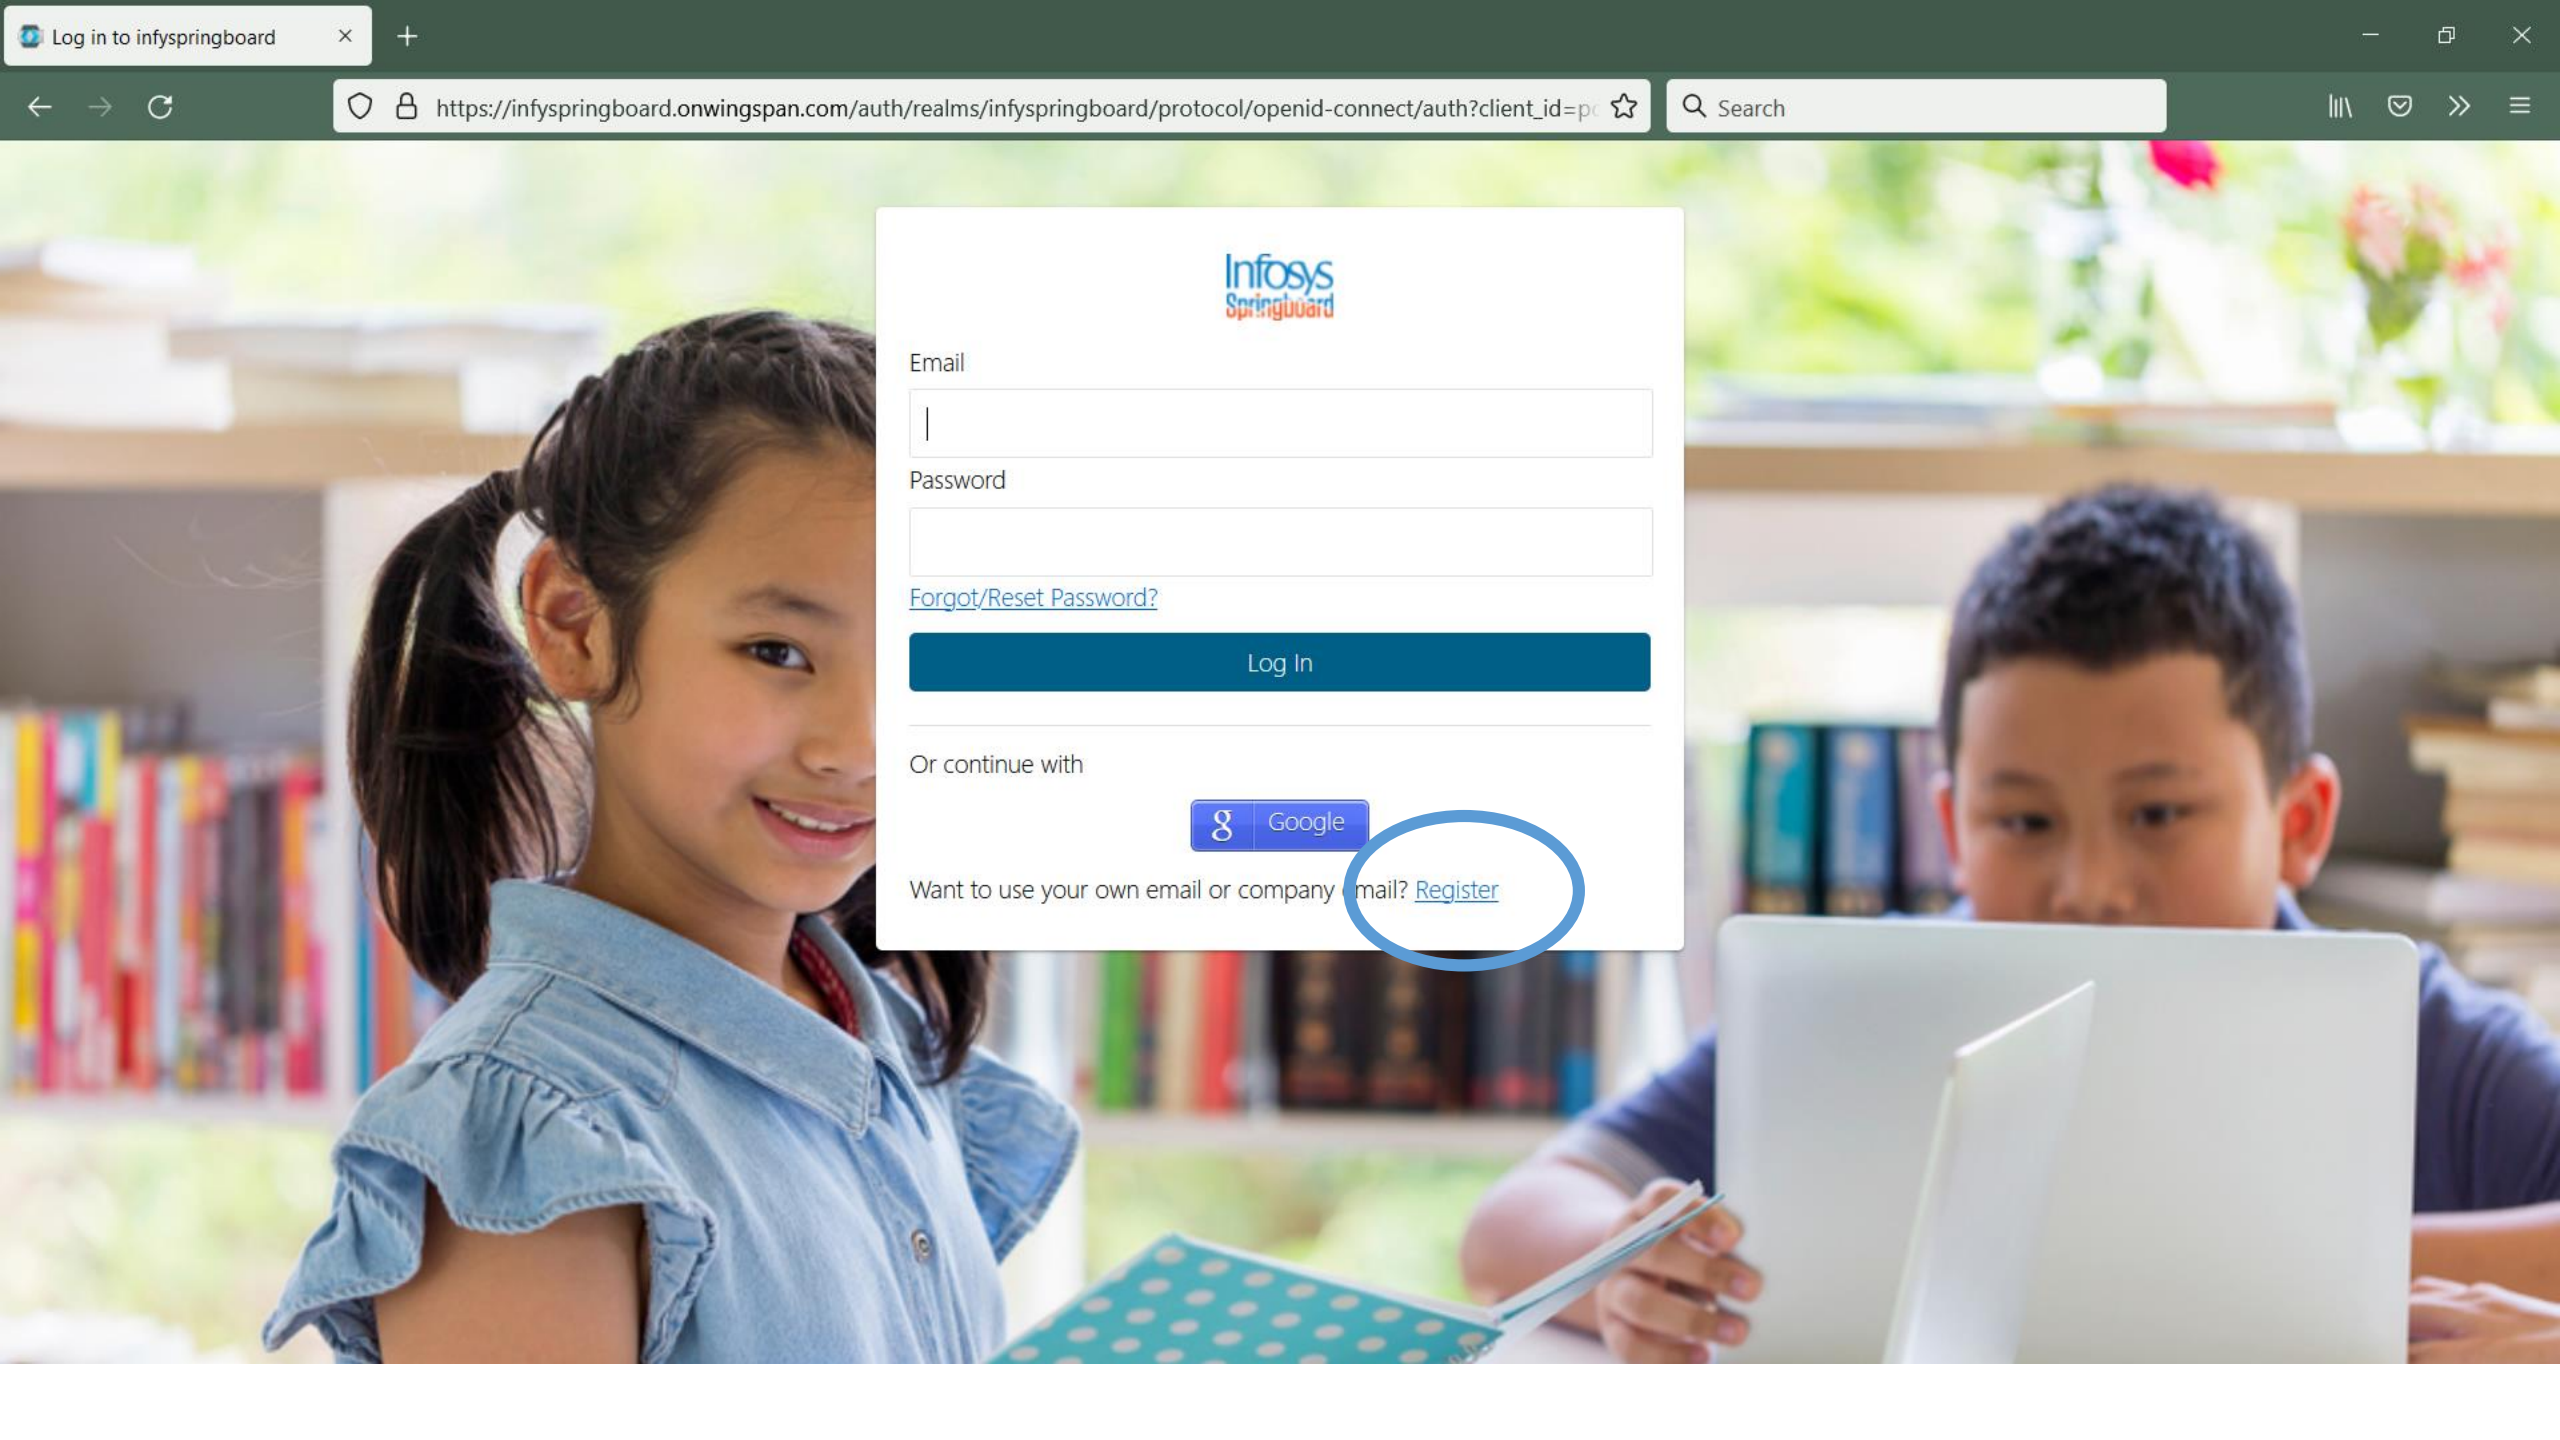 Log in to infyspringboard
https://infyspringboard.onwingspan.com/auth/realms/infyspringboard/protocol/openid-connect/auth?client_id=p
Search
Infosys
Springboard
Email
Password
Forgot/Reset Password?
Log In
Or continue with
g Google
Want to use your own email or company mail? Register